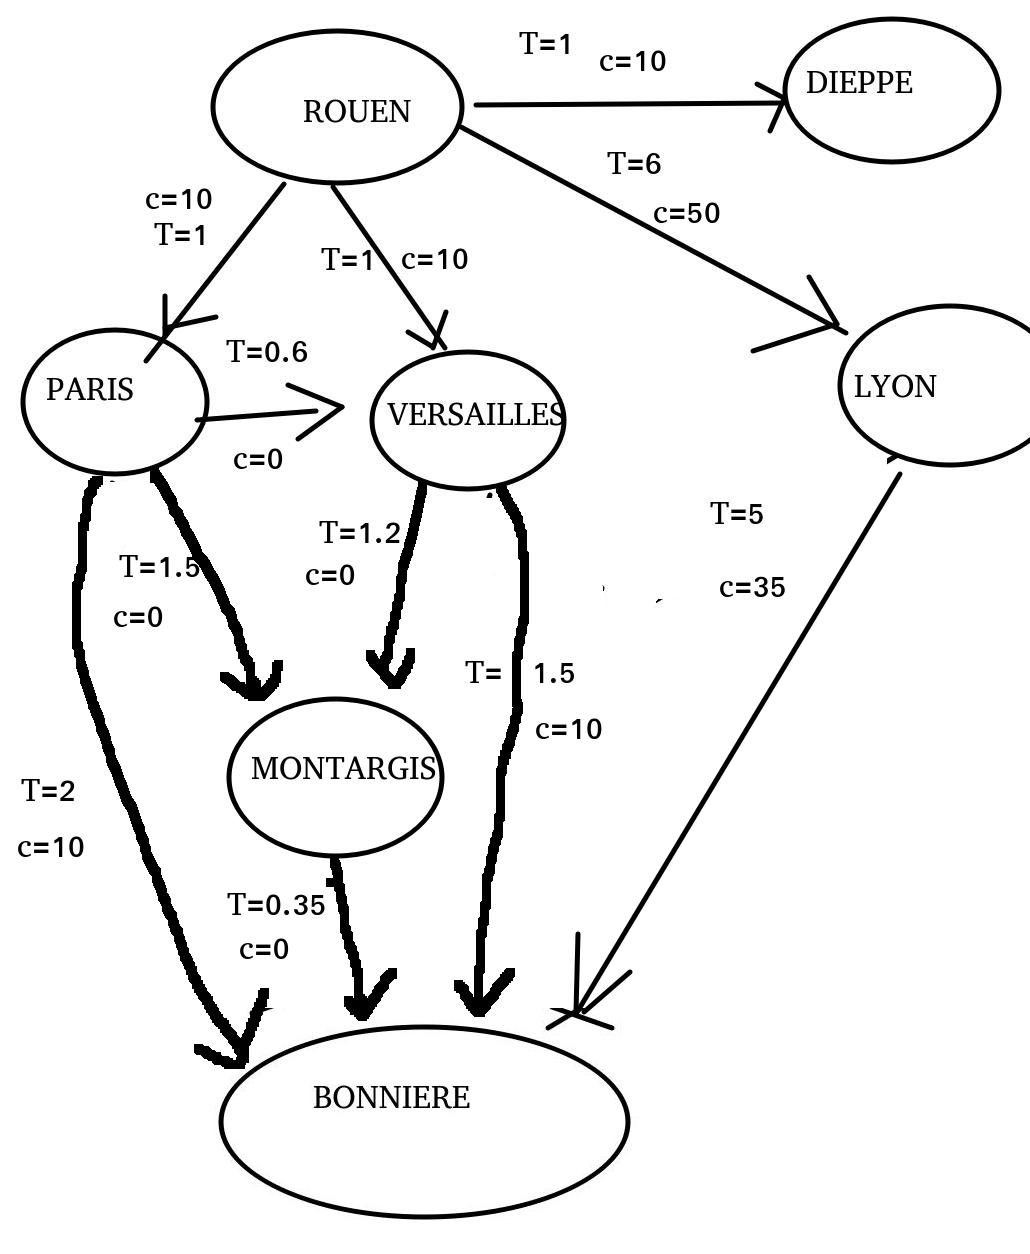 T=1
c=10
DIEPPE
ROUEN
T=6
c=10
T=1
c=50
T=1
c=10
T=0.6
PARIS
VERSAILLES
LYON
c=0
T=1.2
T=5
T=1.5
c=0
c=35
c=0
T= 1.5
c=10
MONTARGIS
T=2
c=10
T=0.35
c=0
BONNIERE